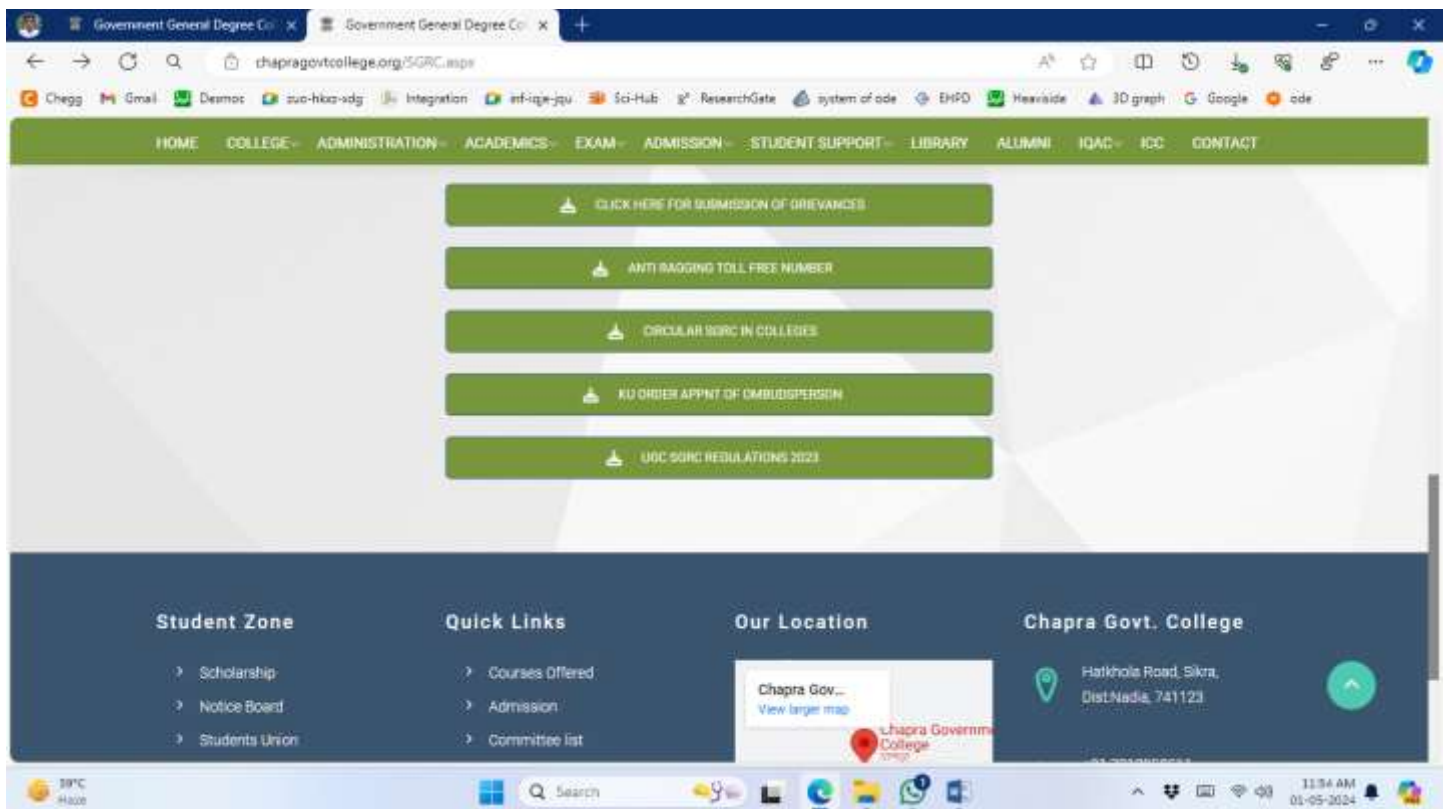 Government General Degree Co
Government General Degree Co
chapragovtcollege.org/SGRC.aspx
Chegg
Gmail
Desmos
zuo-hkxz-sdg
Integration
Sci-Hub
ResearchGate
system of ode
EHPD
Heaviside
3D graph
Google
ode
HOME COLLEGE ADMINISTRATION ACADEMICS EXAM ADMISSION STUDENT SUPPORT LIBRARY ALUMNI IQAC ICC CONTACT
CLICK HERE FOR SUBMISSION OF GRIEVANCES
ANTI RAGGING TOLL FREE NUMBER
CIRCULAR SGRC IN COLLEGES
KU ORDER APPNT OF OMBUDSPERSON
UGC SGRC REGULATIONS 2023
Student Zone
Scholarship
Notice Board
Students Union
Quick Links
Courses Offered
Admission
Committee list
Our Location
Chapra Gov...
View larger map
Chapra Governm
College
Chapra Govt. College
Hatkhola Road, Sikra,
Dist:Nadia, 741123
Haze
Search
11:54 AM
01-05-2024